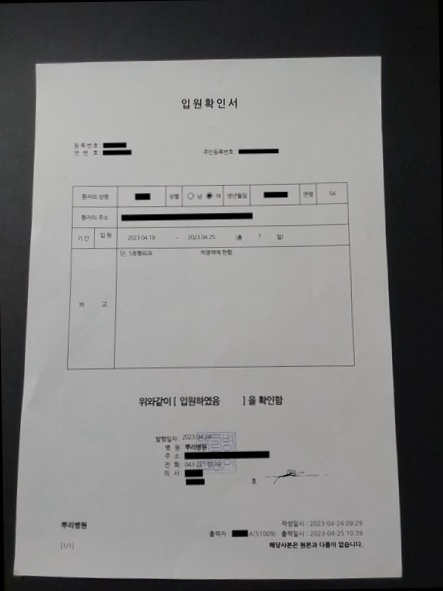 입원확인서
등록번호
연 번 호
주민등록번호
환자의 성명 성별 남 여 생년월일 연령 54
환자의 주소
기간 입원 2023.04.19 ~ 2023.04.25 (총 7 일)
단. 1정형외과 적병역에 한함
비 고
위와같이 [ 입원하였음 ] 을 확인함
발행일자 : 2023.04.24
병 원 : 뿌리병원
주 소
전 화 : 043
의 사
호
뿌리병원
작성일시 : 2023-04-24 09:29
출력자 : A(51009) 출력일시 : 2023-04-25 10:39
[1/1] 해당사본은 원본과 다름이 없습니다.